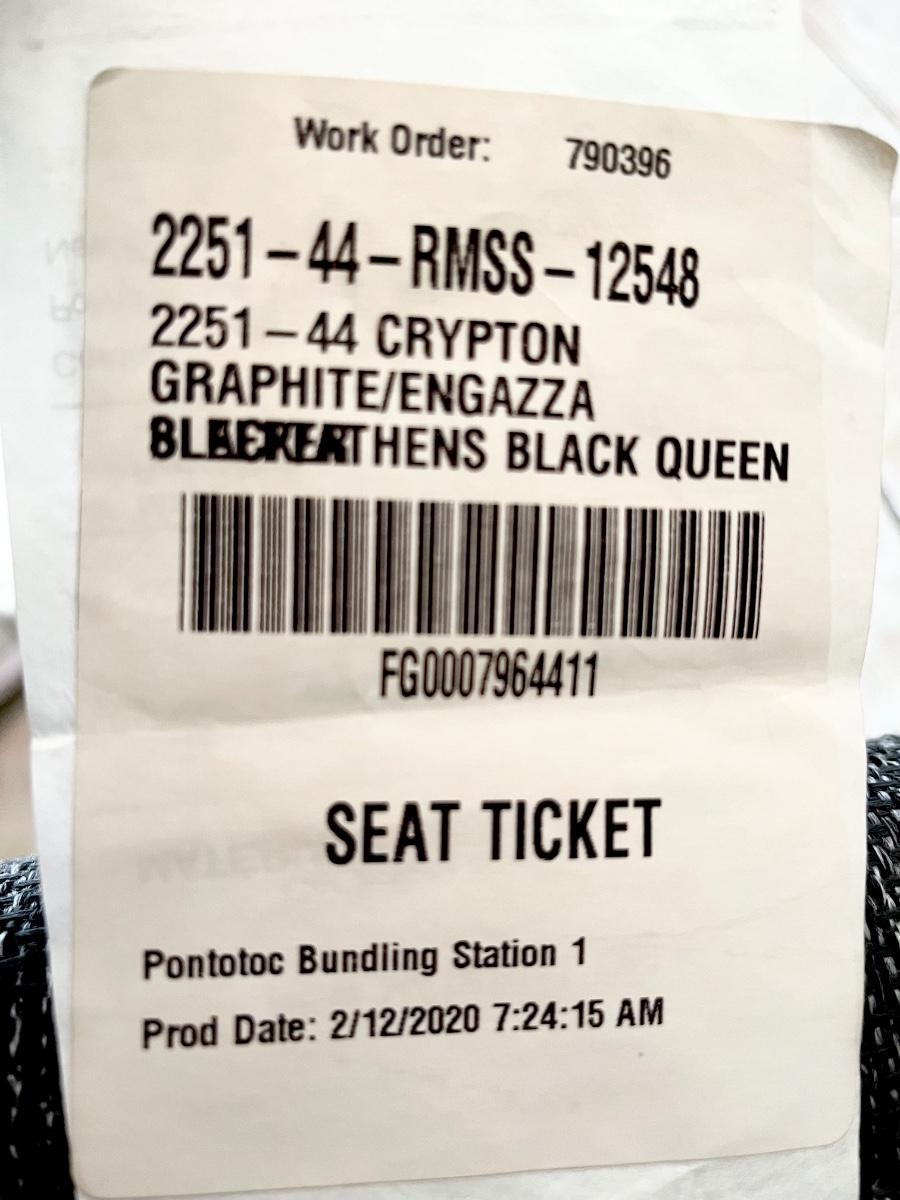 Work Order: 790396
2251-44-RMSS-12548
2251-44 CRYPTON
GRAPHITE/ENGAZZA
BLACK QUEEN
FG0007964411
SEAT TICKET
Pontotoc Bundling Station 1
Prod Date: 2/12/2020 7:24:15 AM